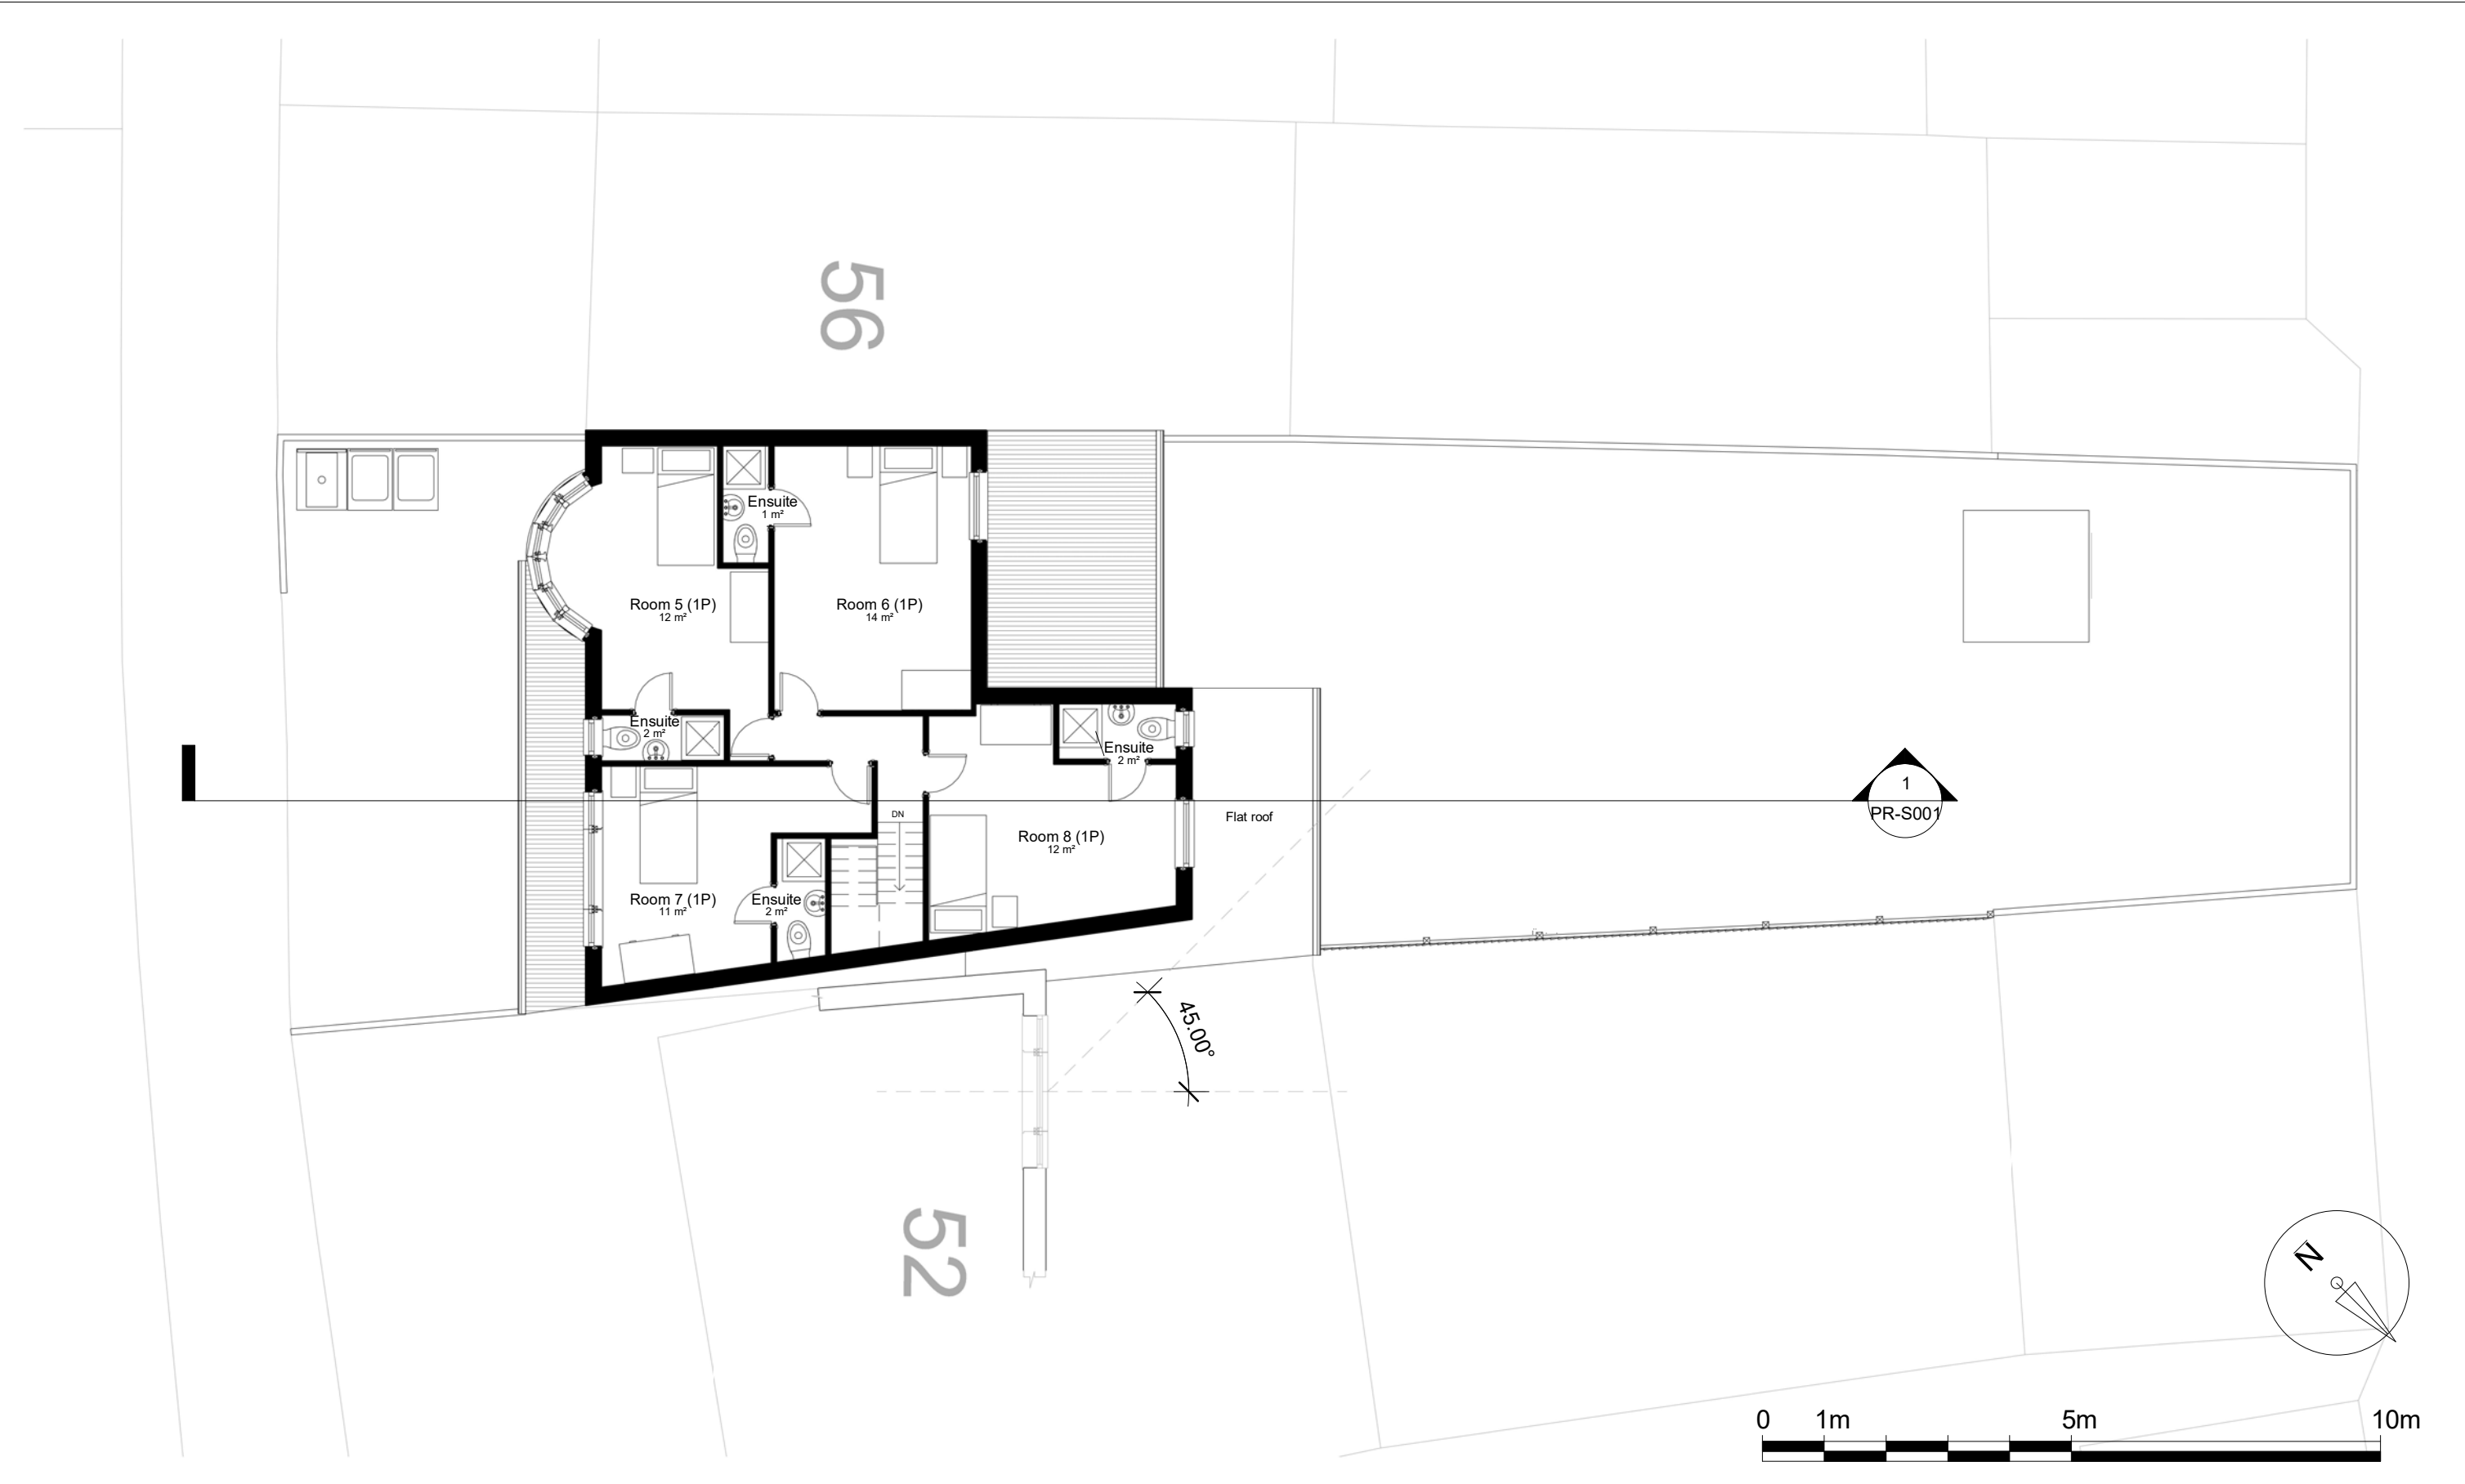 56
Ensuite
1 m²
Room 5 (1P)
12 m²
Room 6 (1P)
14 m²
Ensuite
2 m²
Ensuite
2 m²
DN
Flat roof
1
PR-S001
Room 8 (1P)
12 m²
Room 7 (1P)
11 m²
Ensuite
2 m²
45.00°
52
N
0 1m 5m 10m